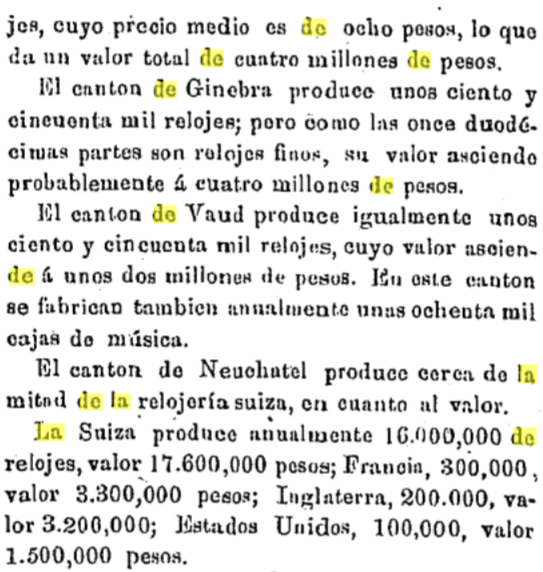 jes, cuyo precio medio es de ocho pesos, lo que
da un valor total de cuatro millones de pesos.
El canton de Ginebra produce unos ciento y
cincuenta mil relojes; pero como las once duodé-
cimas partes son relojes finos, su valor asciende
probablemente á cuatro millones de pesos.
El canton de Vaud produce igualmente unos
ciento y cincuenta mil relojes, cuyo valor ascien-
de á unos dos millones de pesos. En este canton
se fabrican tambien anualmente unas ochenta mil
cajas de música.
El canton de Neuchatel produce cerca de la
mitad de la relojería suiza, en cuanto al valor.
La Suiza produce anualmente 16.000,000 de
relojes, valor 17.600,000 pesos; Francia, 300,000,
valor 3.300,000 pesos; Inglaterra, 200.000, va-
lor 3.200,000; Estados Unidos, 100,000, valor
1.500,000 pesos.